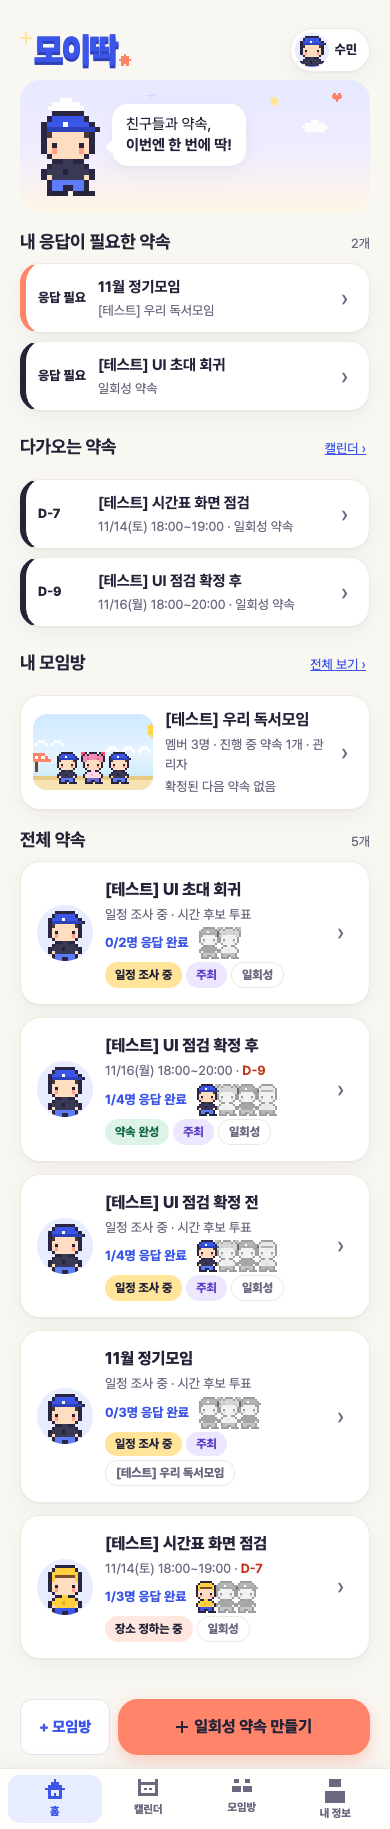 모이딱
수민
친구들과 약속,
이번엔 한 번에 딱!
내 응답이 필요한 약속
2개
응답 필요
11월 정기모임
[테스트] 우리 독서모임
응답 필요
[테스트] UI 초대 회귀
일회성 약속
다가오는 약속
캘린더 ›
D-7
[테스트] 시간표 화면 점검
11/14(토) 18:00~19:00 · 일회성 약속
D-9
[테스트] UI 점검 확정 후
11/16(월) 18:00~20:00 · 일회성 약속
내 모임방
전체 보기 ›
[테스트] 우리 독서모임
멤버 3명 · 진행 중 약속 1개 · 관
리자
확정된 다음 약속 없음
전체 약속
5개
[테스트] UI 초대 회귀
일정 조사 중 · 시간 후보 투표
0/2명 응답 완료
일정 조사 중 주최 일회성
[테스트] UI 점검 확정 후
11/16(월) 18:00~20:00 · D-9
1/4명 응답 완료
약속 완성 주최 일회성
[테스트] UI 점검 확정 전
일정 조사 중 · 시간 후보 투표
1/4명 응답 완료
일정 조사 중 주최 일회성
11월 정기모임
일정 조사 중 · 시간 후보 투표
0/3명 응답 완료
일정 조사 중 주최
[테스트] 우리 독서모임
[테스트] 시간표 화면 점검
11/14(토) 18:00~19:00 · D-7
1/3명 응답 완료
장소 정하는 중 일회성
+ 모임방
+ 일회성 약속 만들기
홈
캘린더
모임방
내 정보